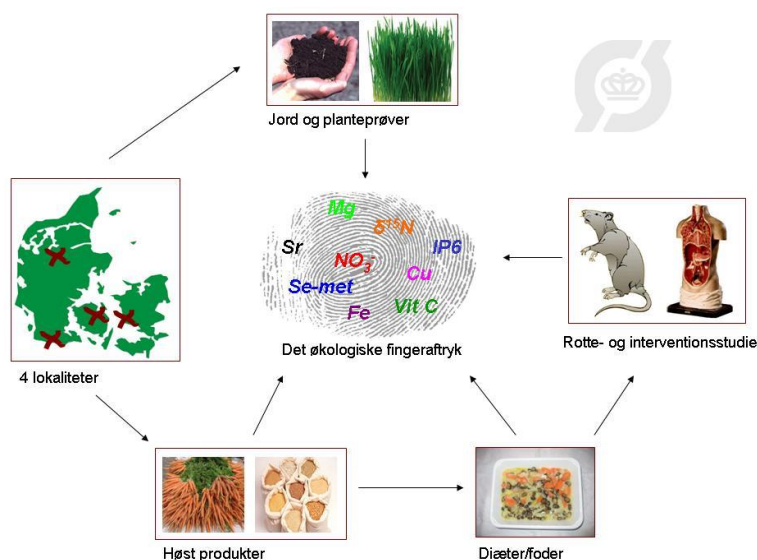 Jord og planteprøver
Mg
δ¹⁵N
Sr
IP6
NO₃⁻
Cu
Se-met
Vit C
Fe
Det økologiske fingeraftryk
Rotte- og interventionsstudie
4 lokaliteter
Høst produkter
Diæter/foder